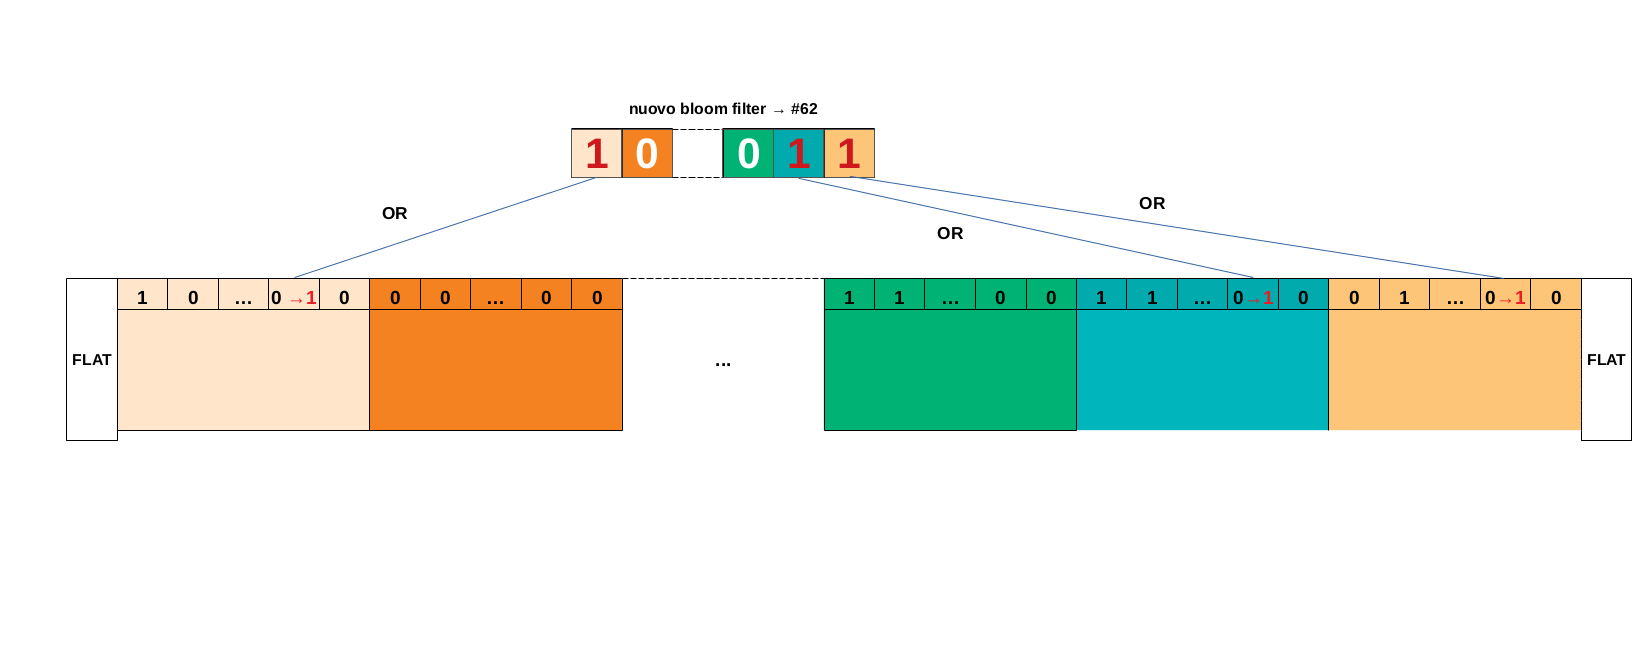 nuovo bloom filter → #62
1 0 0 1 1
OR
OR
OR
1 0 ... 0 →1 0 0 0 ... 0 0 1 1 ... 0 0 1 1 ... 0→1 0 0 1 ... 0→1 0
FLAT ... FLAT